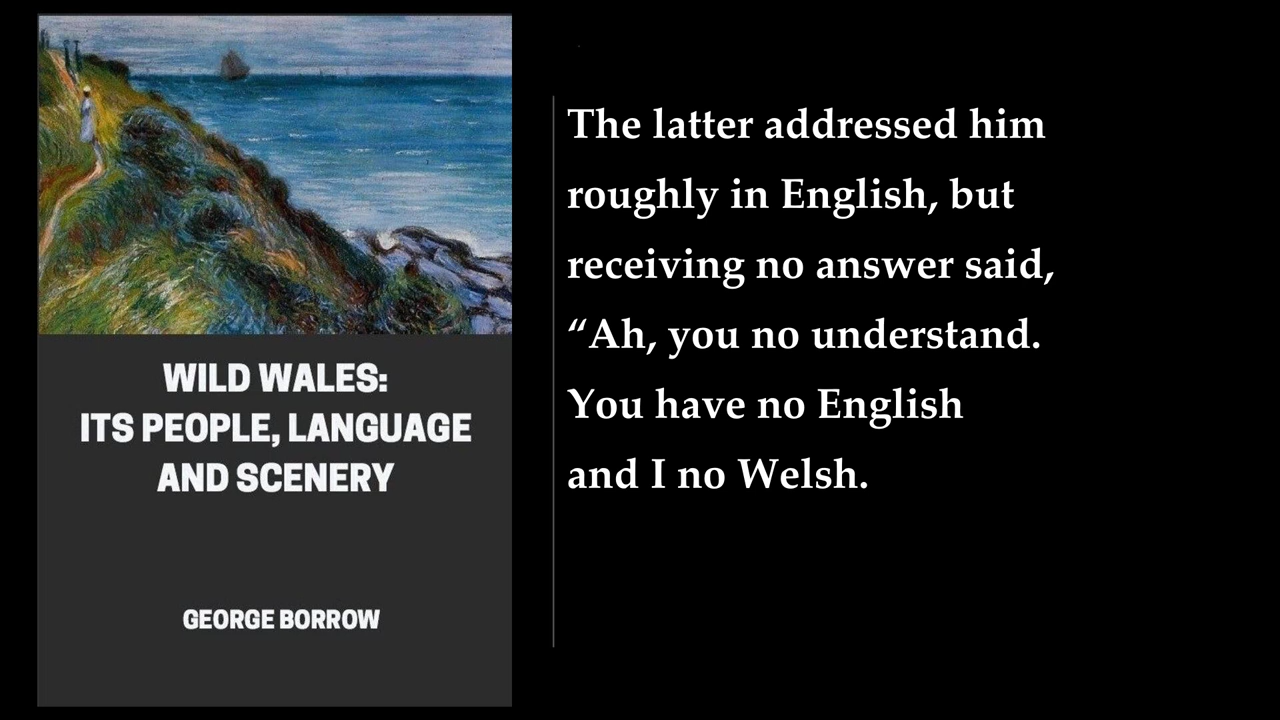 WILD WALES:
ITS PEOPLE, LANGUAGE
AND SCENERY
GEORGE BORROW
The latter addressed him
roughly in English, but
receiving no answer said,
“Ah, you no understand.
You have no English
and I no Welsh.